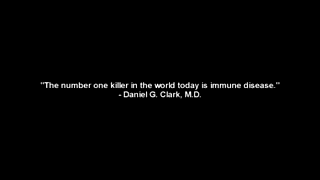 "The number one killer in the world today is immune disease."
- Daniel G. Clark, M.D.